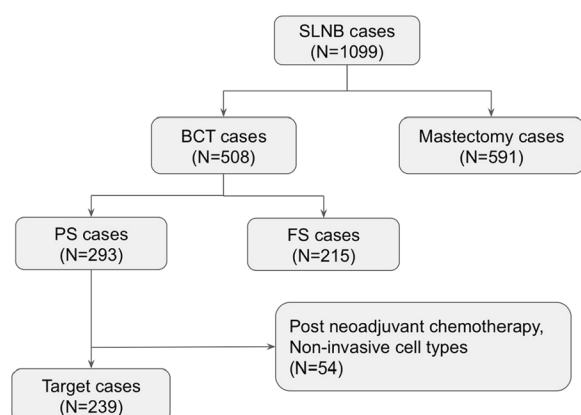 SLNB cases
(N=1099)
BCT cases
(N=508)
Mastectomy cases
(N=591)
PS cases
(N=293)
FS cases
(N=215)
Post neoadjuvant chemotherapy,
Non-invasive cell types
(N=54)
Target cases
(N=239)